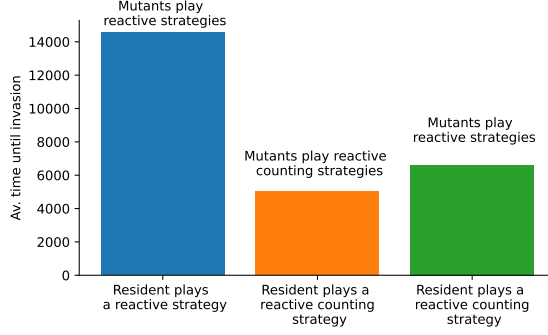 Mutants play
reactive strategies
Mutants play reactive
counting strategies
Mutants play
reactive strategies
Av. time until invasion
14000
12000
10000
8000
6000
4000
2000
0
Resident plays
a reactive strategy
Resident plays a
reactive counting
strategy
Resident plays a
reactive counting
strategy